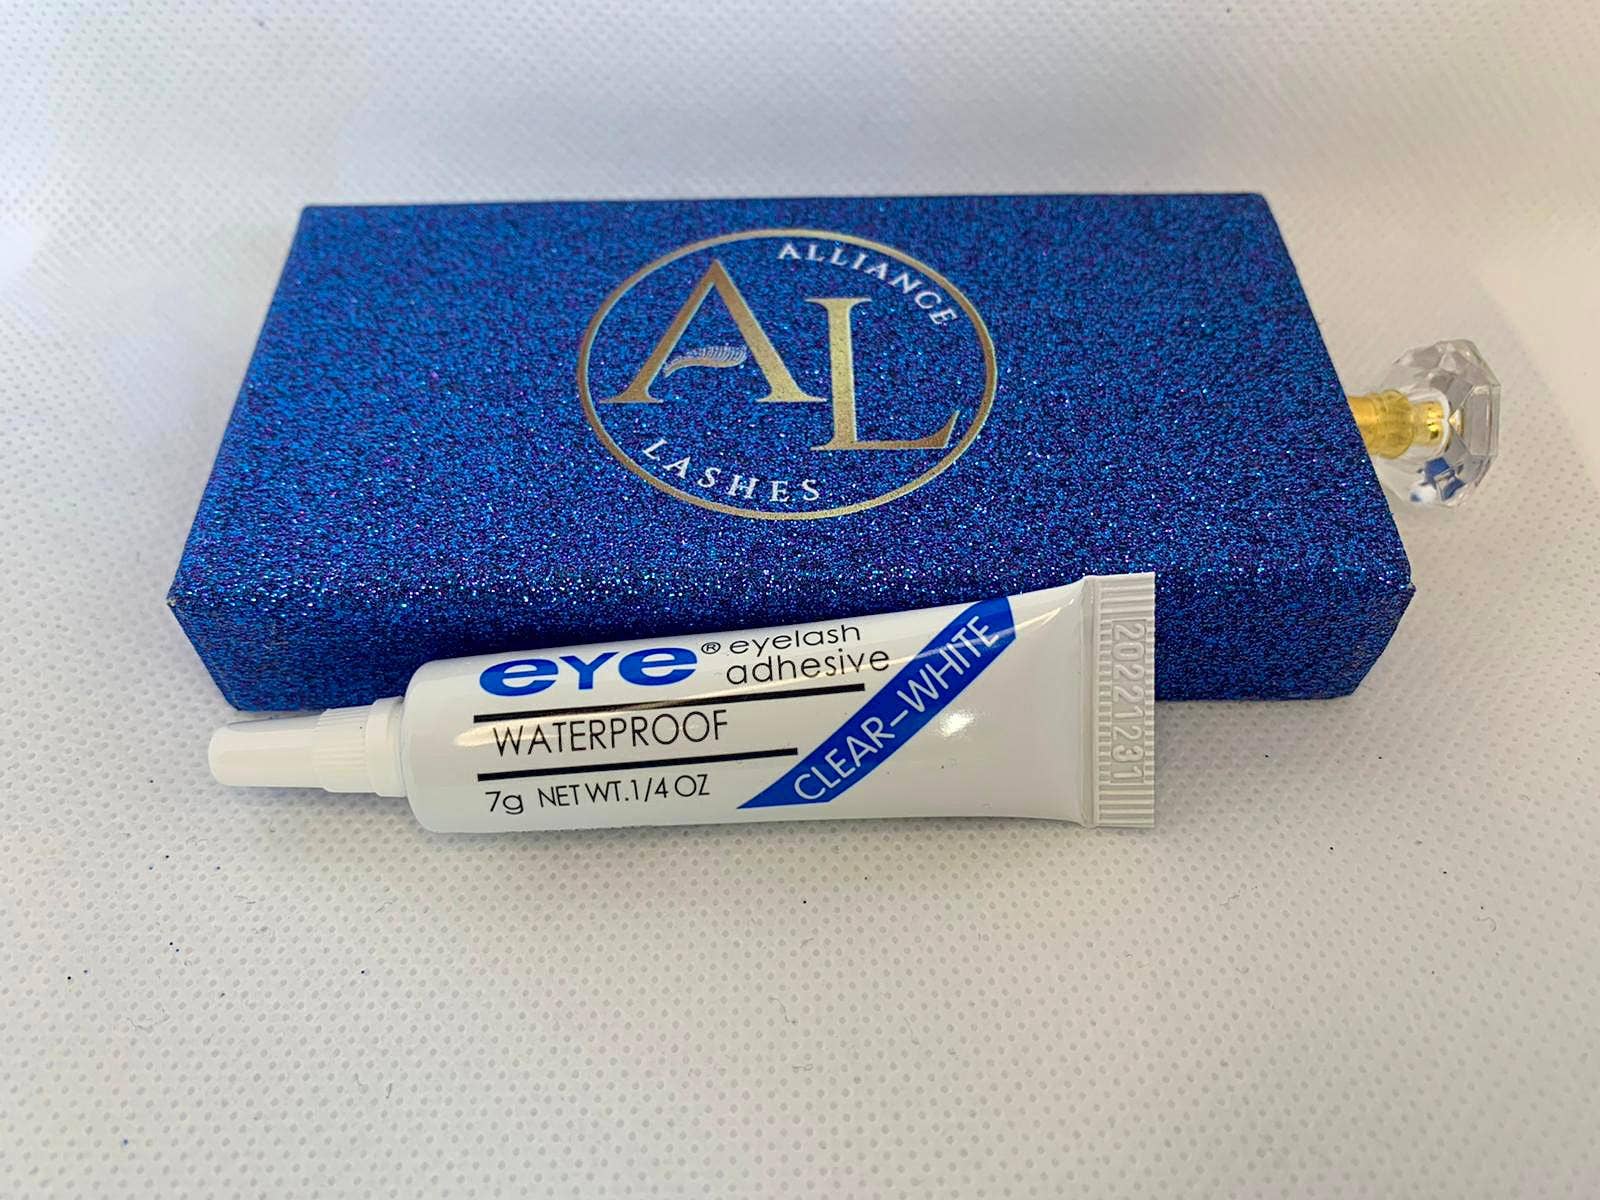 ALLIANCE
AL
LASHES
eYe® eyelash
adhesive
WATERPROOF
7g NET WT.1/4 OZ
CLEAR-WHITE
20221231